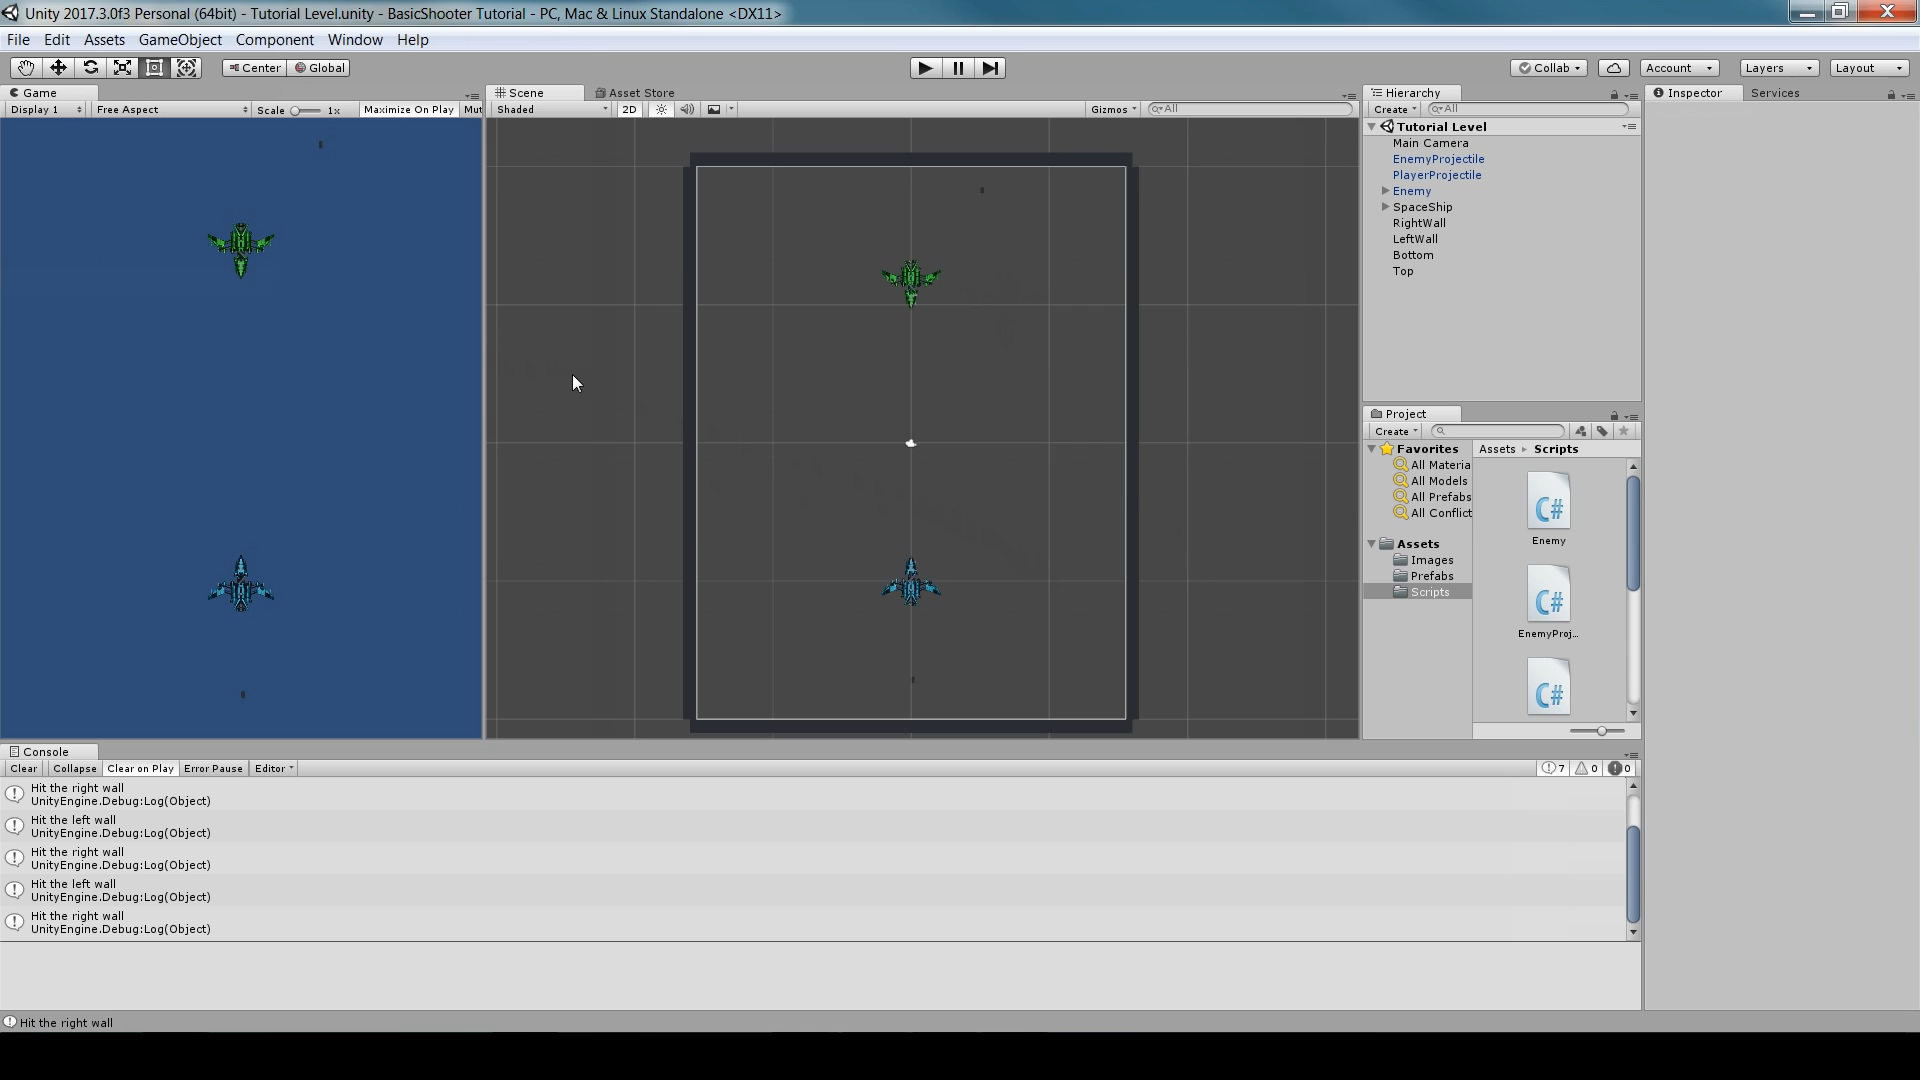 Unity 2017.3.0f3 Personal (64bit) - Tutorial Level.unity - BasicShooter Tutorial - PC, Mac & Linux Standalone <DX11>
File Edit Assets GameObject Component Window Help
Center Global Collab Account Layers Layout
Game Scene Asset Store Hierarchy Inspector Services
Display 1 Free Aspect Scale 1x Maximize On Play Mut Shaded 2D Gizmos All Create All
Tutorial Level
Main Camera
EnemyProjectile
PlayerProjectile
Enemy
SpaceShip
RightWall
LeftWall
Bottom
Top
Project
Create
Favorites
All Materia
All Models
All Prefabs
All Conflict
Assets
Images
Prefabs
Scripts
Assets Scripts
C#
Enemy
C#
EnemyProj...
C#
Console
Clear Collapse Clear on Play Error Pause Editor 7 0 0
Hit the right wall
UnityEngine.Debug:Log(Object)
Hit the left wall
UnityEngine.Debug:Log(Object)
Hit the right wall
UnityEngine.Debug:Log(Object)
Hit the left wall
UnityEngine.Debug:Log(Object)
Hit the right wall
UnityEngine.Debug:Log(Object)
Hit the right wall